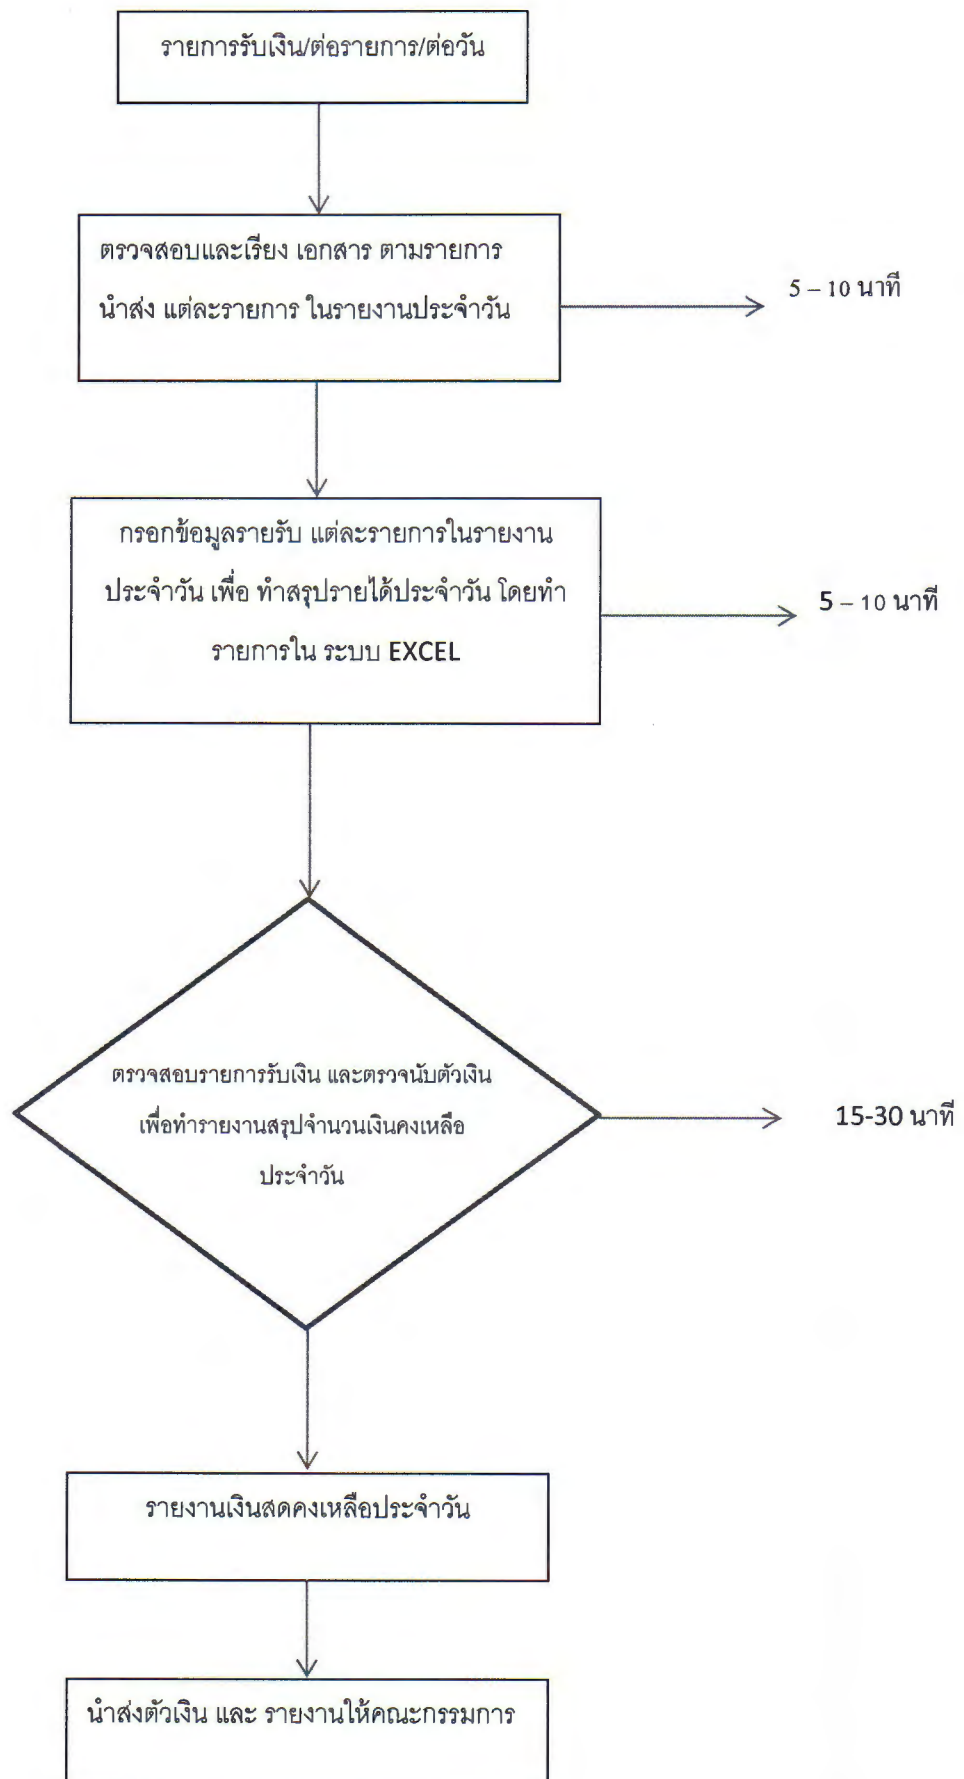 รายการรับเงิน/ต่อรายการ/ต่อวัน
ตรวจสอบและเรียง เอกสาร ตามรายการ
นำส่ง แต่ละรายการ ในรายงานประจำวัน
5 – 10 นาที
กรอกข้อมูลรายรับ แต่ละรายการในรายงาน
ประจำวัน เพื่อ ทำสรุปรายได้ประจำวัน โดยทำ
รายการใน ระบบ EXCEL
5 – 10 นาที
ตรวจสอบรายการรับเงิน และตรวจนับตัวเงิน
เพื่อทำรายงานสรุปจำนวนเงินคงเหลือ
ประจำวัน
15-30 นาที
รายงานเงินสดคงเหลือประจำวัน
นำส่งตัวเงิน และ รายงานให้คณะกรรมการ